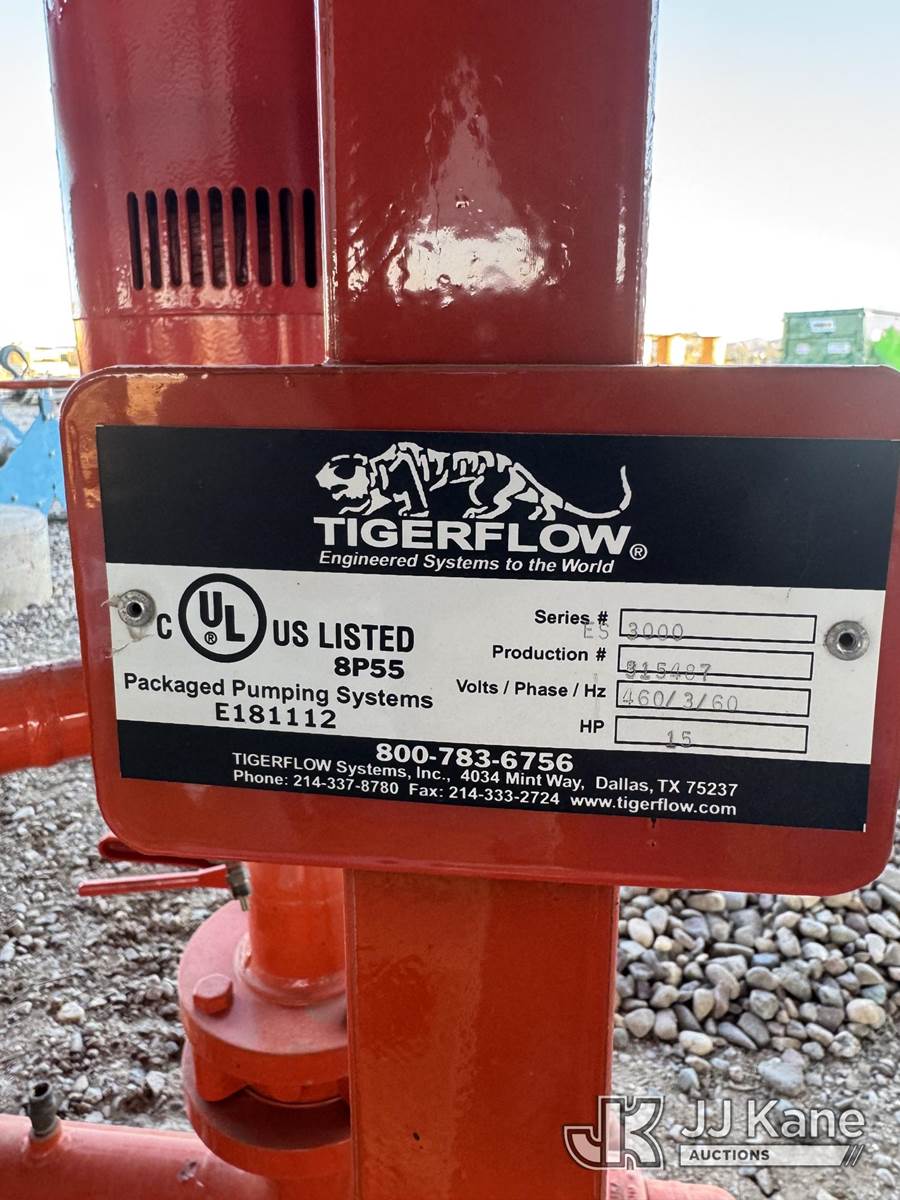 TIGERFLOW®
Engineered Systems to the World
C UL® US LISTED
8P55
Packaged Pumping Systems
E181112
Series # ES 3000
Production # 815487
Volts / Phase / Hz 460/3/60
HP 15
800-783-6756
TIGERFLOW Systems, Inc., 4034 Mint Way, Dallas, TX 75237
Phone: 214-337-8780 Fax: 214-333-2724 www.tigerflow.com
JK JJ Kane
AUCTIONS